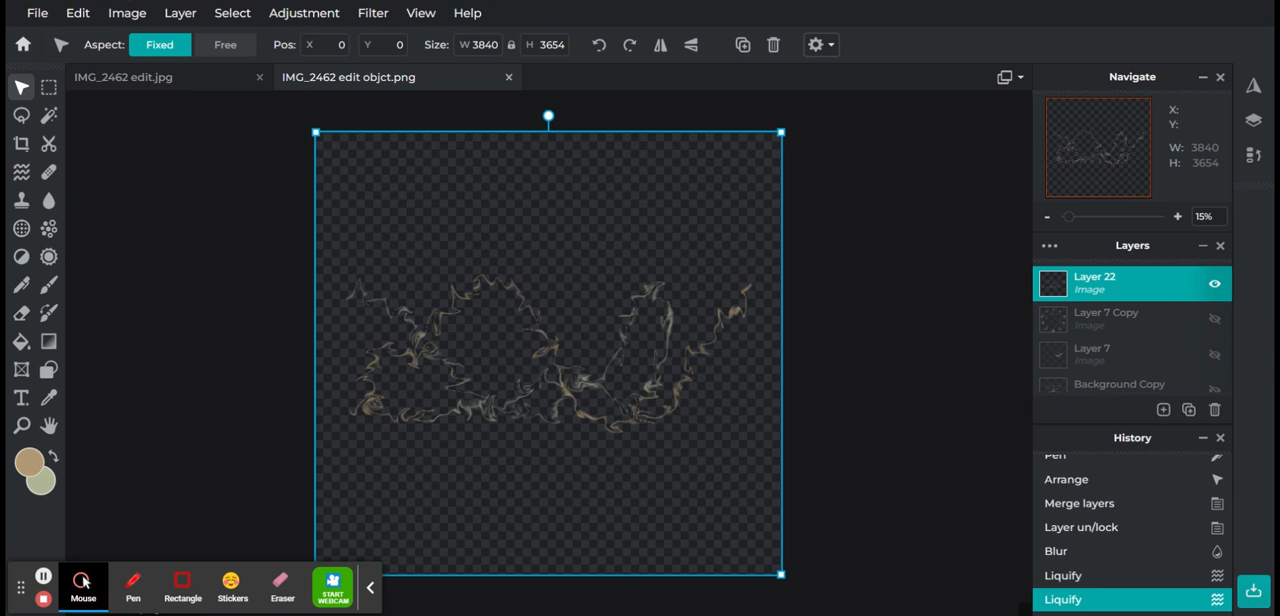 File Edit Image Layer Select Adjustment Filter View Help
Aspect: Fixed Free Pos: X 0 Y 0 Size: W 3840 H 3654
IMG_2462 edit.jpg × IMG_2462 edit objct.png ×
Navigate
X:
Y:
W: 3840
H: 3654
- + 15%
Layers
Layer 22
Image
Layer 7 Copy
Image
Layer 7
Image
Background Copy
History
Pen
Arrange
Merge layers
Layer un/lock
Blur
Liquify
Liquify
Mouse Pen Rectangle Stickers Eraser START
WEBCAM